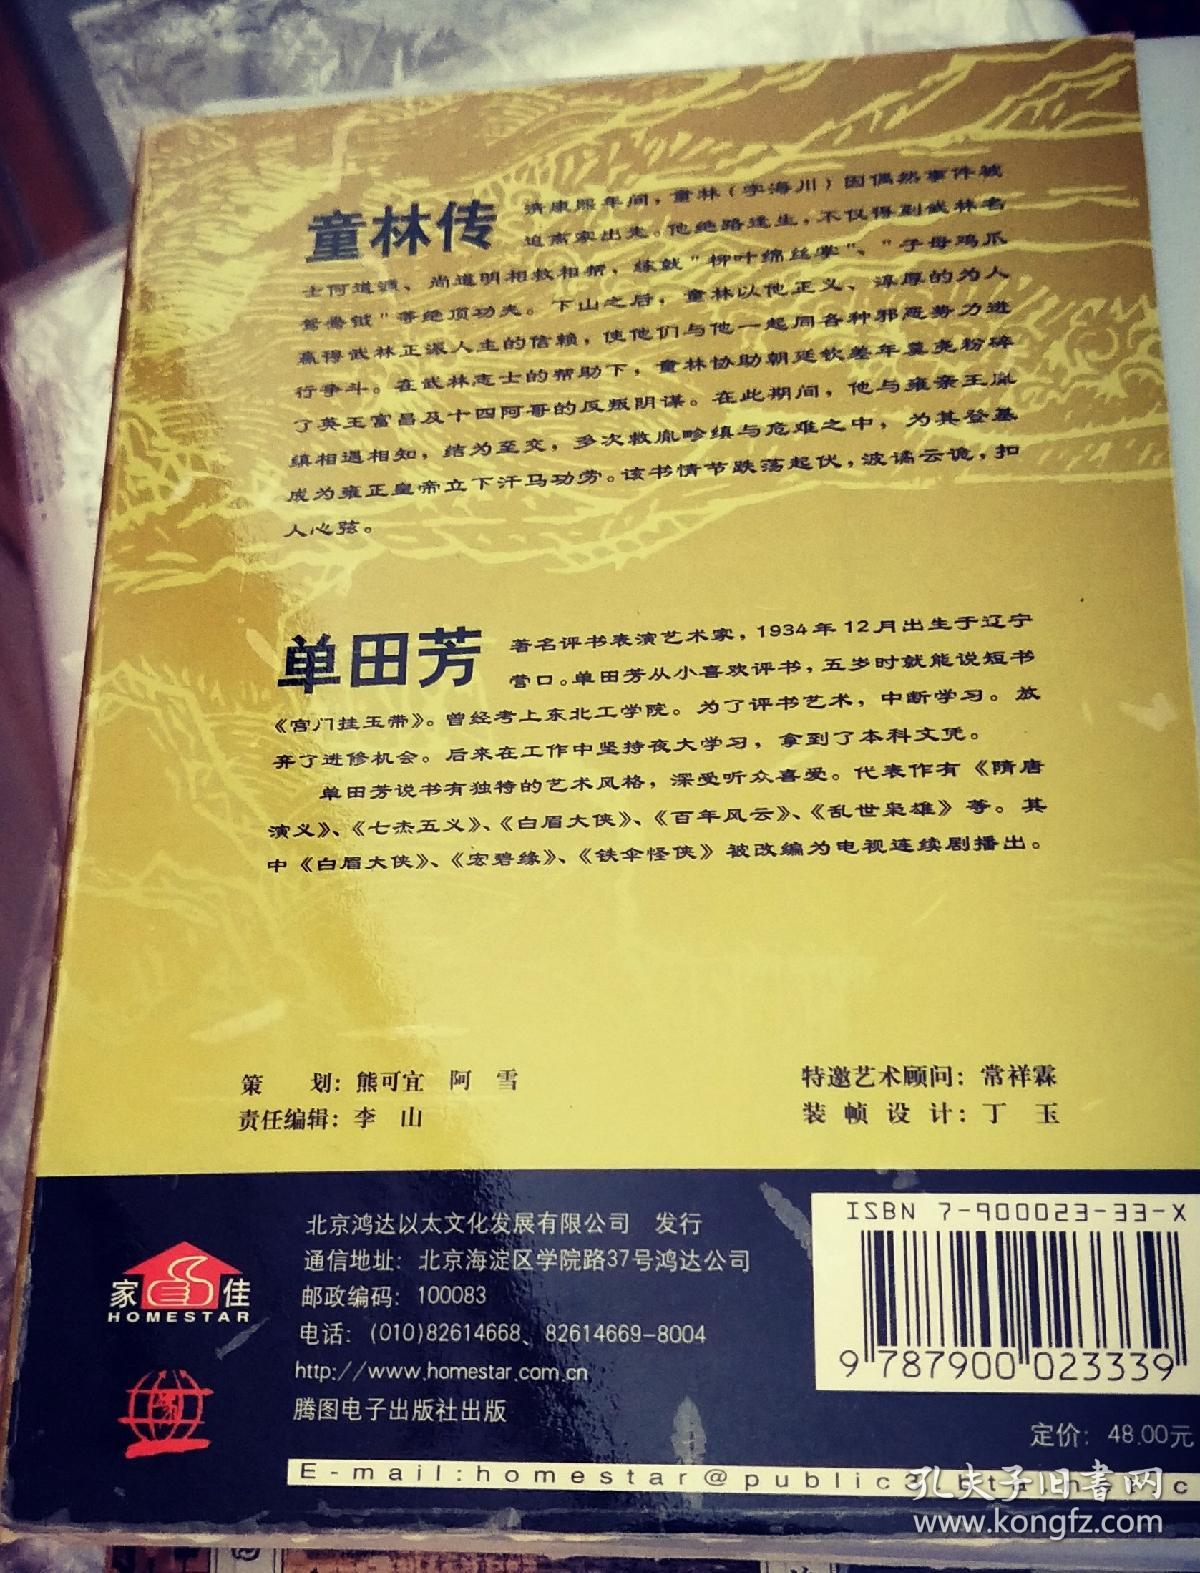 童林传
清康熙年间，童林（字海川）因偶然事件被
迫离家出走。他绝路逢生，不仅得到武林名
士何道源、尚道明相救相帮，练就"柳叶绵丝掌"、"子母鸡爪
鸳鸯钺"等绝顶功夫。下山之后，童林以他正义、淳厚的为人
赢得武林正派人士的信赖，使他们与他一起同各种邪恶势力进
行争斗。在武林志士的帮助下，童林协助朝廷钦差年羹尧粉碎
了英王富昌及十四阿哥的反叛阴谋。在此期间，他与雍亲王胤
缜相遇相知，结为至交，多次救胤畛缜与危难之中，为其登基
成为雍正皇帝立下汗马功劳。该书情节跌荡起伏，波谲云诡，扣
人心弦。
单田芳
著名评书表演艺术家，1934年12月出生于辽宁
营口。单田芳从小喜欢评书，五岁时就能说短书
《宫门挂玉带》。曾经考上东北工学院。为了评书艺术，中断学习。放
弃了进修机会。后来在工作中坚持夜大学习，拿到了本科文凭。
单田芳说书有独特的艺术风格，深受听众喜爱。代表作有《隋唐
演义》、《七杰五义》、《白眉大侠》、《百年风云》、《乱世枭雄》等。其
中《白眉大侠》、《宏碧缘》、《铁伞怪侠》被改编为电视连续剧播出。
策 划：熊可宜 阿 雪
责任编辑：李 山
特邀艺术顾问：常祥霖
装 帧 设 计：丁 玉
家佳
HOMESTAR
北京鸿达以太文化发展有限公司 发行
通信地址：北京海淀区学院路37号鸿达公司
邮政编码：100083
电话：(010)82614668、82614669-8004
http://www.homestar.com.cn
腾图电子出版社出版
ISBN 7-900023-33-X
9 787900 023339
定价：48.00元
E-mail:homestar@public3.bta.net.c
孔夫子旧书网
www.kongfz.com